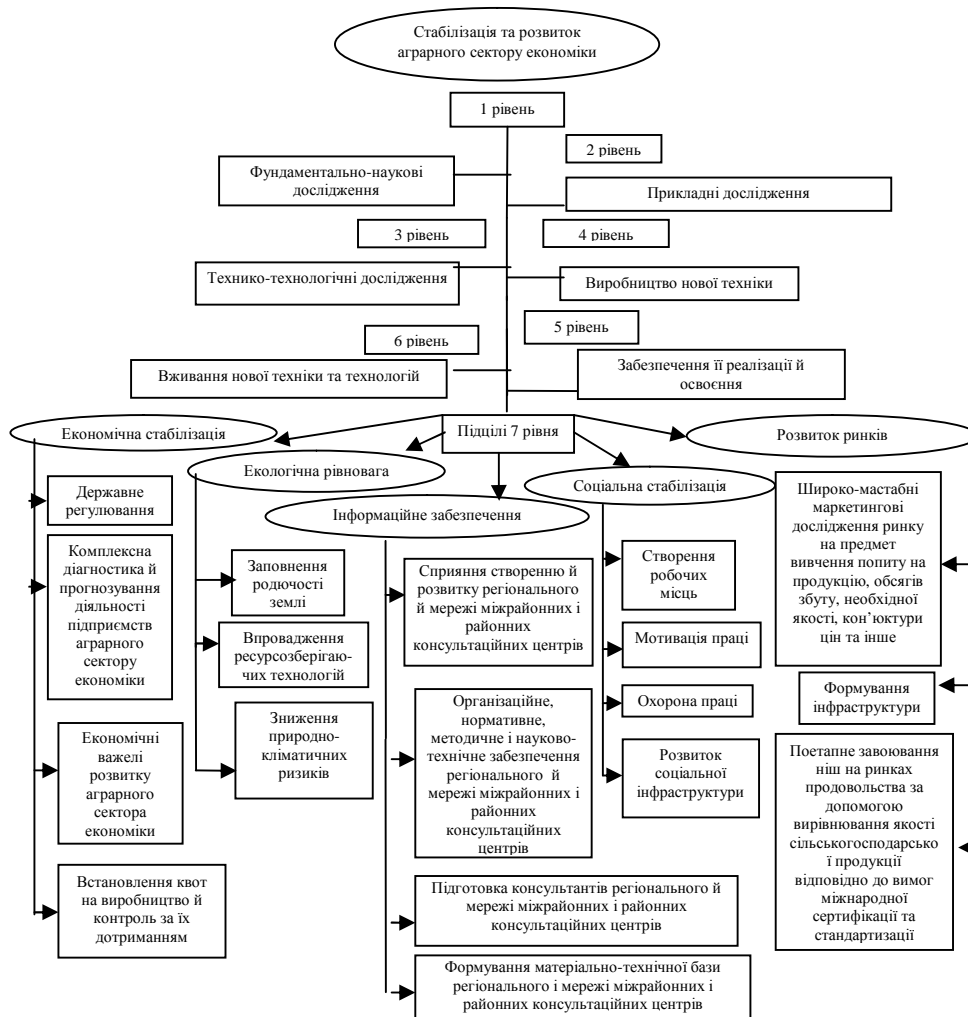 Стабілізація та розвиток
аграрного сектору економіки
1 рівень
2 рівень
Фундаментально-наукові
дослідження
Прикладні дослідження
3 рівень
4 рівень
Технико-технологічні дослідження
Виробництво нової техніки
5 рівень
6 рівень
Вживання нової техніки та технологій
Забезпечення її реалізації й
освоєння
Підцілі 7 рівня
Економічна стабілізація
Державне
регулювання
Комплексна
діагностика й
прогнозування
діяльності
підприємств
аграрного
сектору
економіки
Економічні
важелі
розвитку
аграрного
сектора
економіки
Встановлення квот
на виробництво й
контроль за їх
дотриманням
Екологічна рівновага
Заповнення
родючості
землі
Впровадження
ресурсозберігаю-
чих технологій
Зниження
природно-
кліматичних
ризиків
Інформаційне забезпечення
Сприяння створенню й
розвитку регіонального
й мережі міжрайонних і
районних
консультаційних центрів
Організаційне,
нормативне,
методичне і науково-
технічне забезпечення
регіонального й
мережі міжрайонних і
районних
консультаційних
центрів
Підготовка консультантів регіонального й
мережі міжрайонних і районних
консультаційних центрів
Формування матеріально-технічної бази
регіонального і мережі міжрайонних і
районних консультаційних центрів
Соціальна стабілізація
Створення
робочих
місць
Мотивація праці
Охорона праці
Розвиток
соціальної
інфраструктури
Розвиток ринків
Широко-мастабні
маркетингові
дослідження ринку
на предмет
вивчення попиту на
продукцію, обсягів
збуту, необхідної
якості, кон’юктури
цін та інше
Формування
інфраструктури
Поетапне завоювання
ніш на ринках
продовольства за
допомогою
вирівнювання якості
сільськогосподарсько
ї продукції
відповідно до вимог
міжнародної
сертифікації та
стандартизації